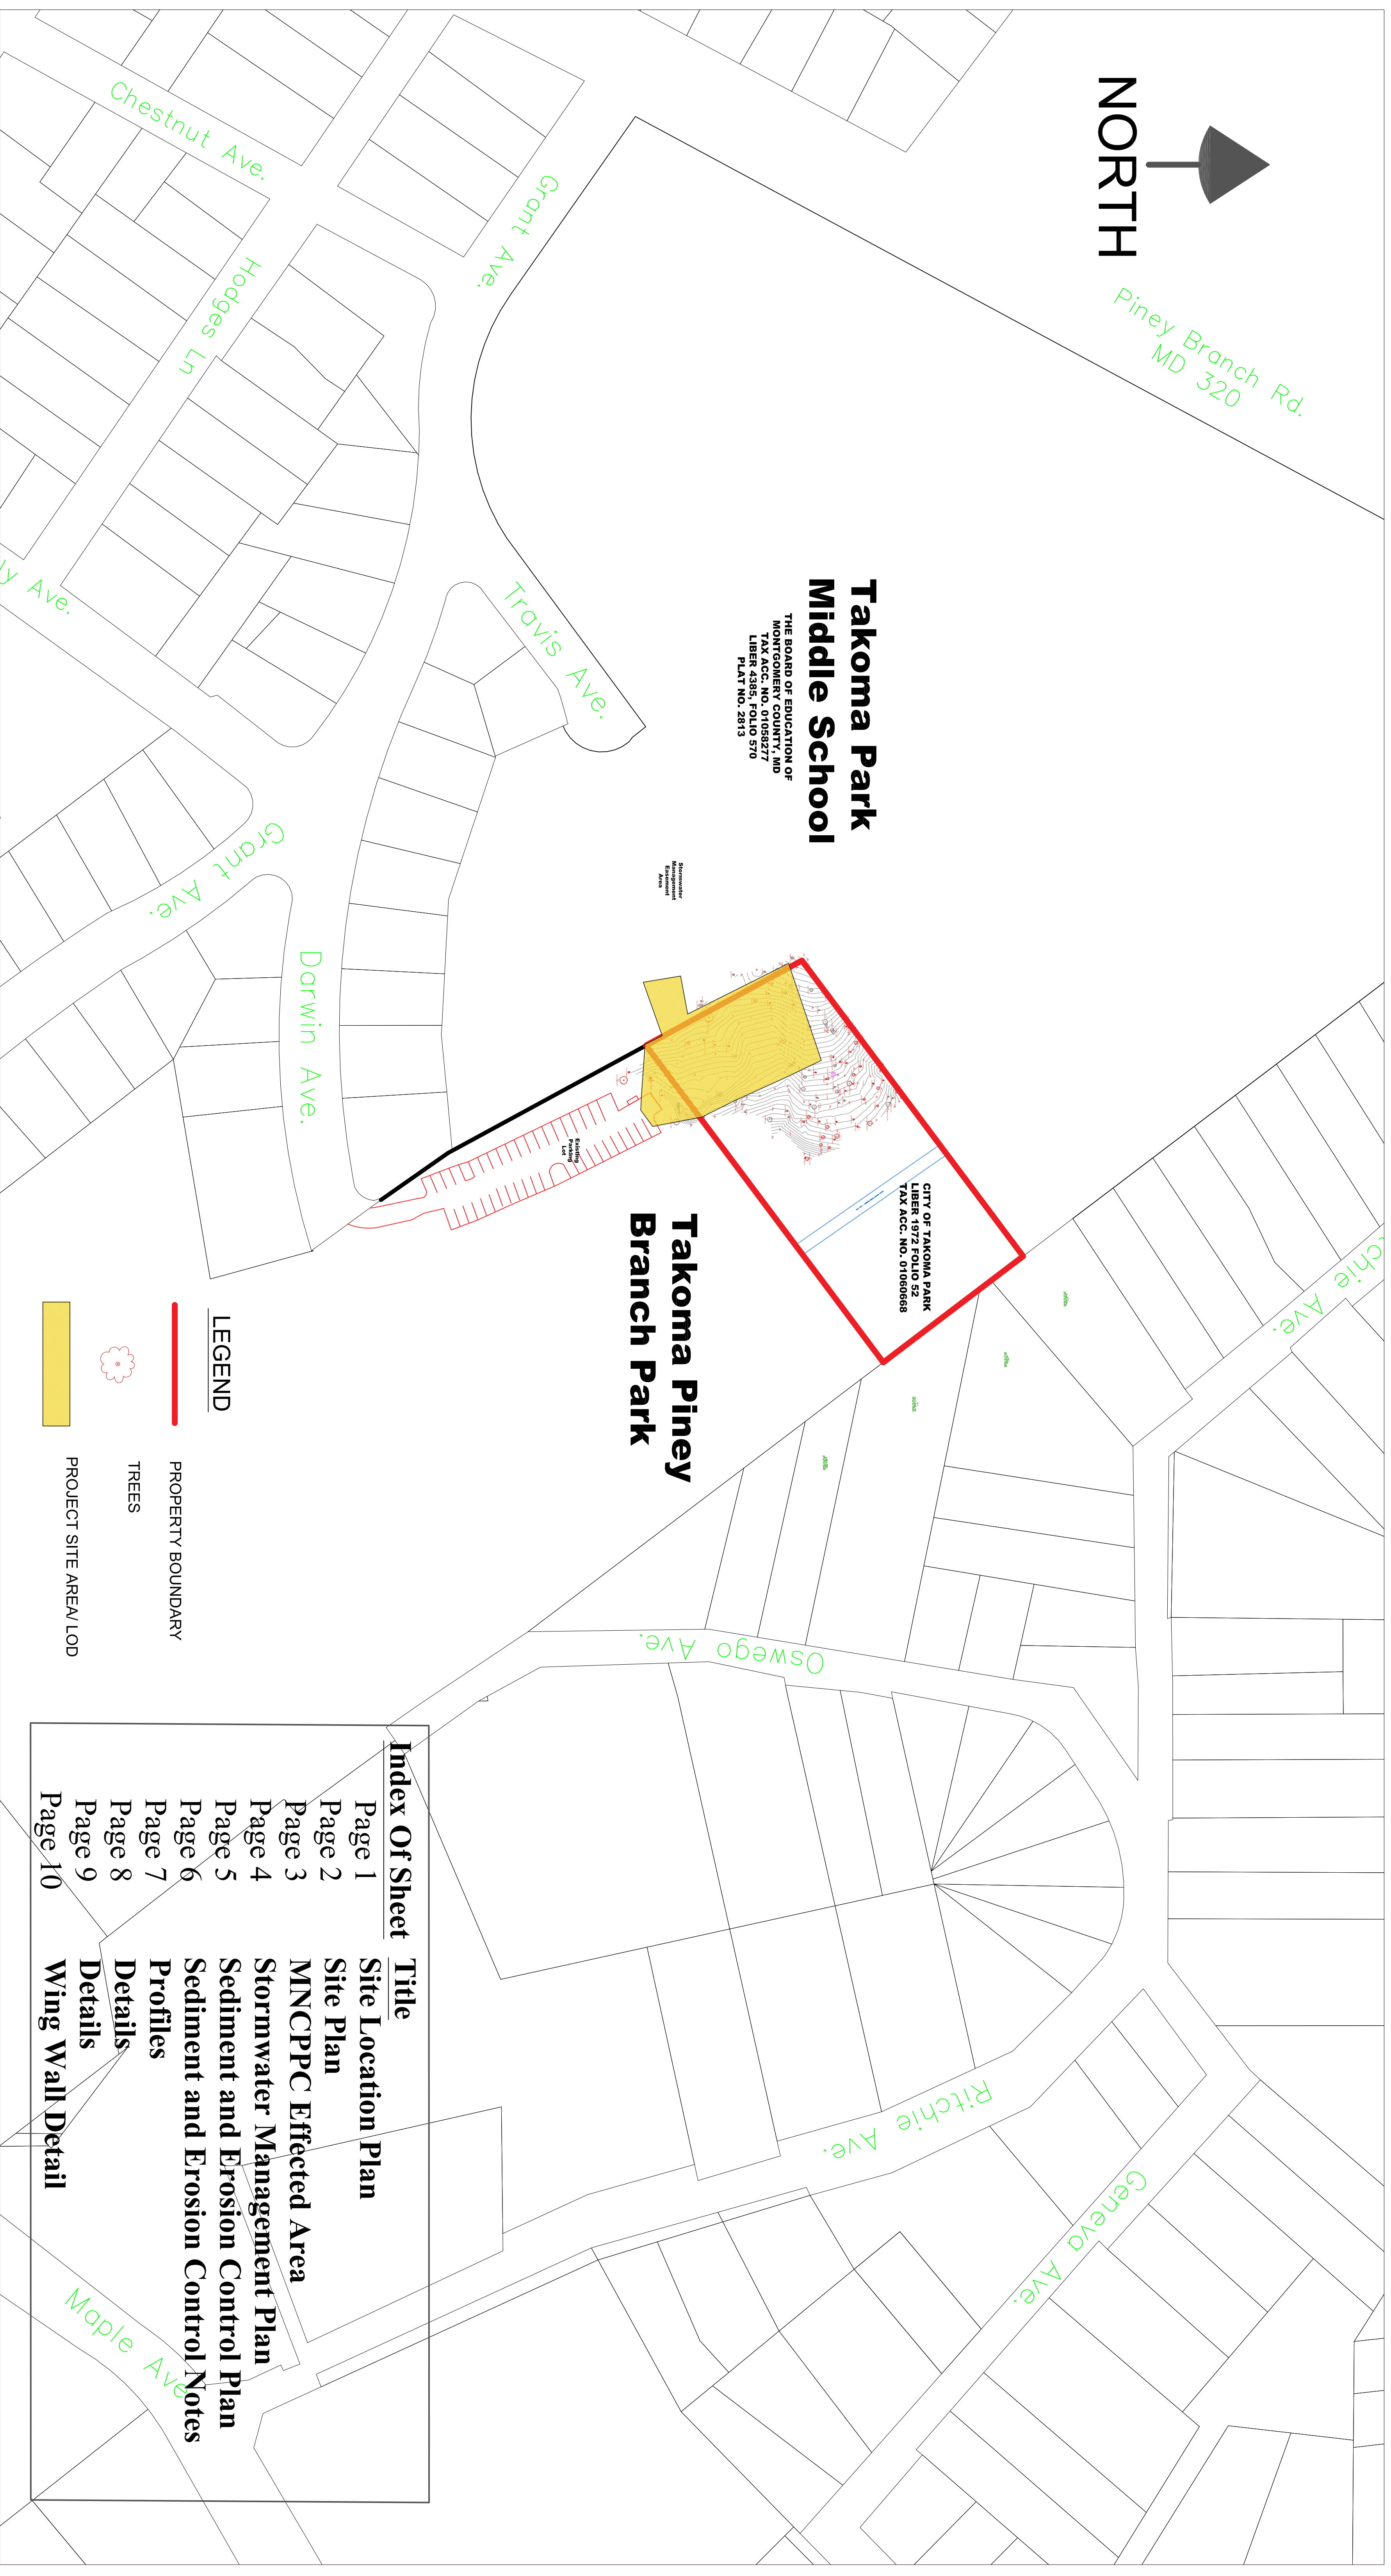 NORTH
Piney Branch Rd.
MD 320
Chestnut Ave.
Grant Ave.
Hodges Ln
Travis Ave.
Takoma Park
Middle School
THE BOARD OF EDUCATION OF
MONTGOMERY COUNTY, MD
TAX ACC. NO. 01058277
LIBER 4385, FOLIO 570
PLAT NO. 2813
Stormwater
Management
Easement
Area
Grant Ave.
Darwin Ave.
Existing
Parking
Lot
CITY OF TAKOMA PARK
LIBER 1972 FOLIO 52
TAX ACC. NO. 01060668
Takoma Piney
Branch Park
Ave.
Oswego Ave.
Ritchie Ave.
Geneva Ave.
Maple Ave
LEGEND
PROPERTY BOUNDARY
TREES
PROJECT SITE AREA/ LOD
Index Of Sheet Title
Page 1 Site Location Plan
Page 2 Site Plan
Page 3 MNCPPC Effected Area
Page 4 Stormwater Management Plan
Page 5 Sediment and Erosion Control Plan
Page 6 Sediment and Erosion Control Notes
Page 7 Profiles
Page 8 Details
Page 9 Details
Page 10 Wing Wall Detail